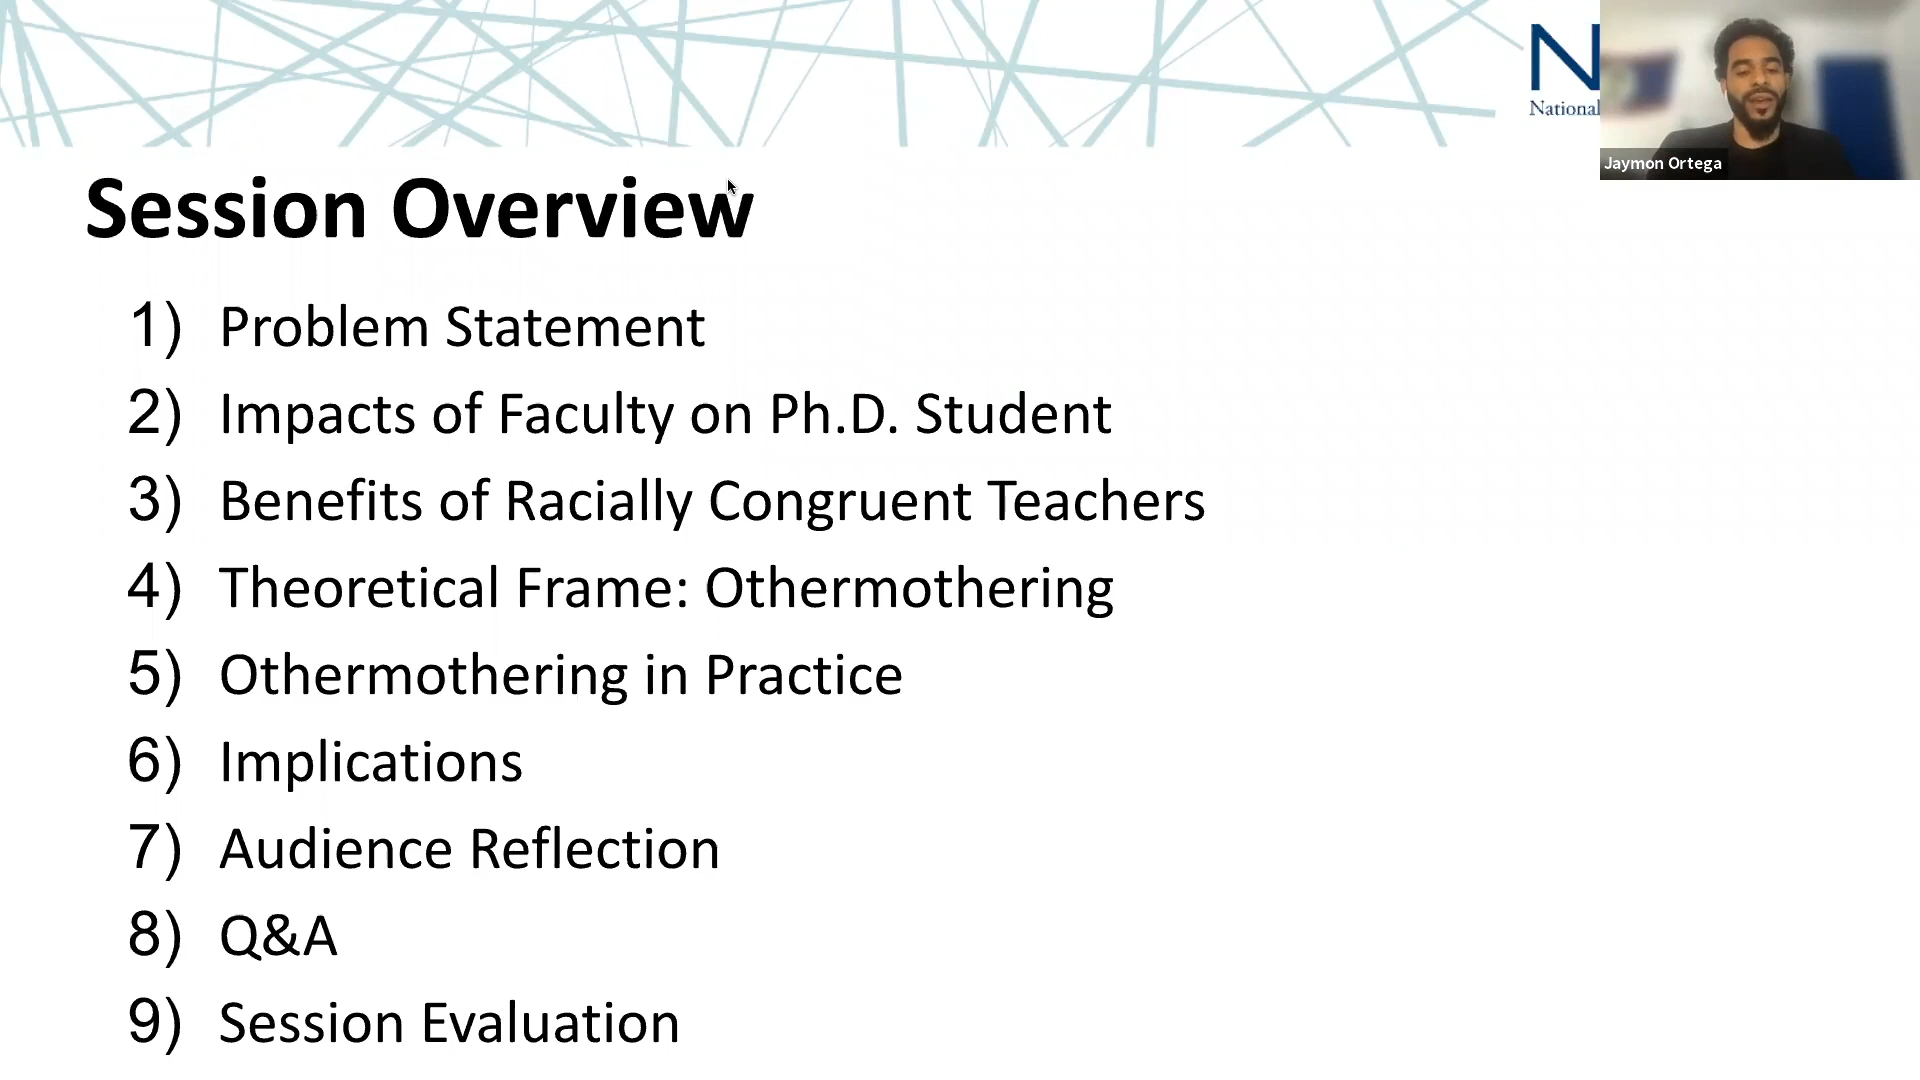 N
National
Jaymon Ortega
Session Overview
1) Problem Statement
2) Impacts of Faculty on Ph.D. Student
3) Benefits of Racially Congruent Teachers
4) Theoretical Frame: Othermothering
5) Othermothering in Practice
6) Implications
7) Audience Reflection
8) Q&A
9) Session Evaluation